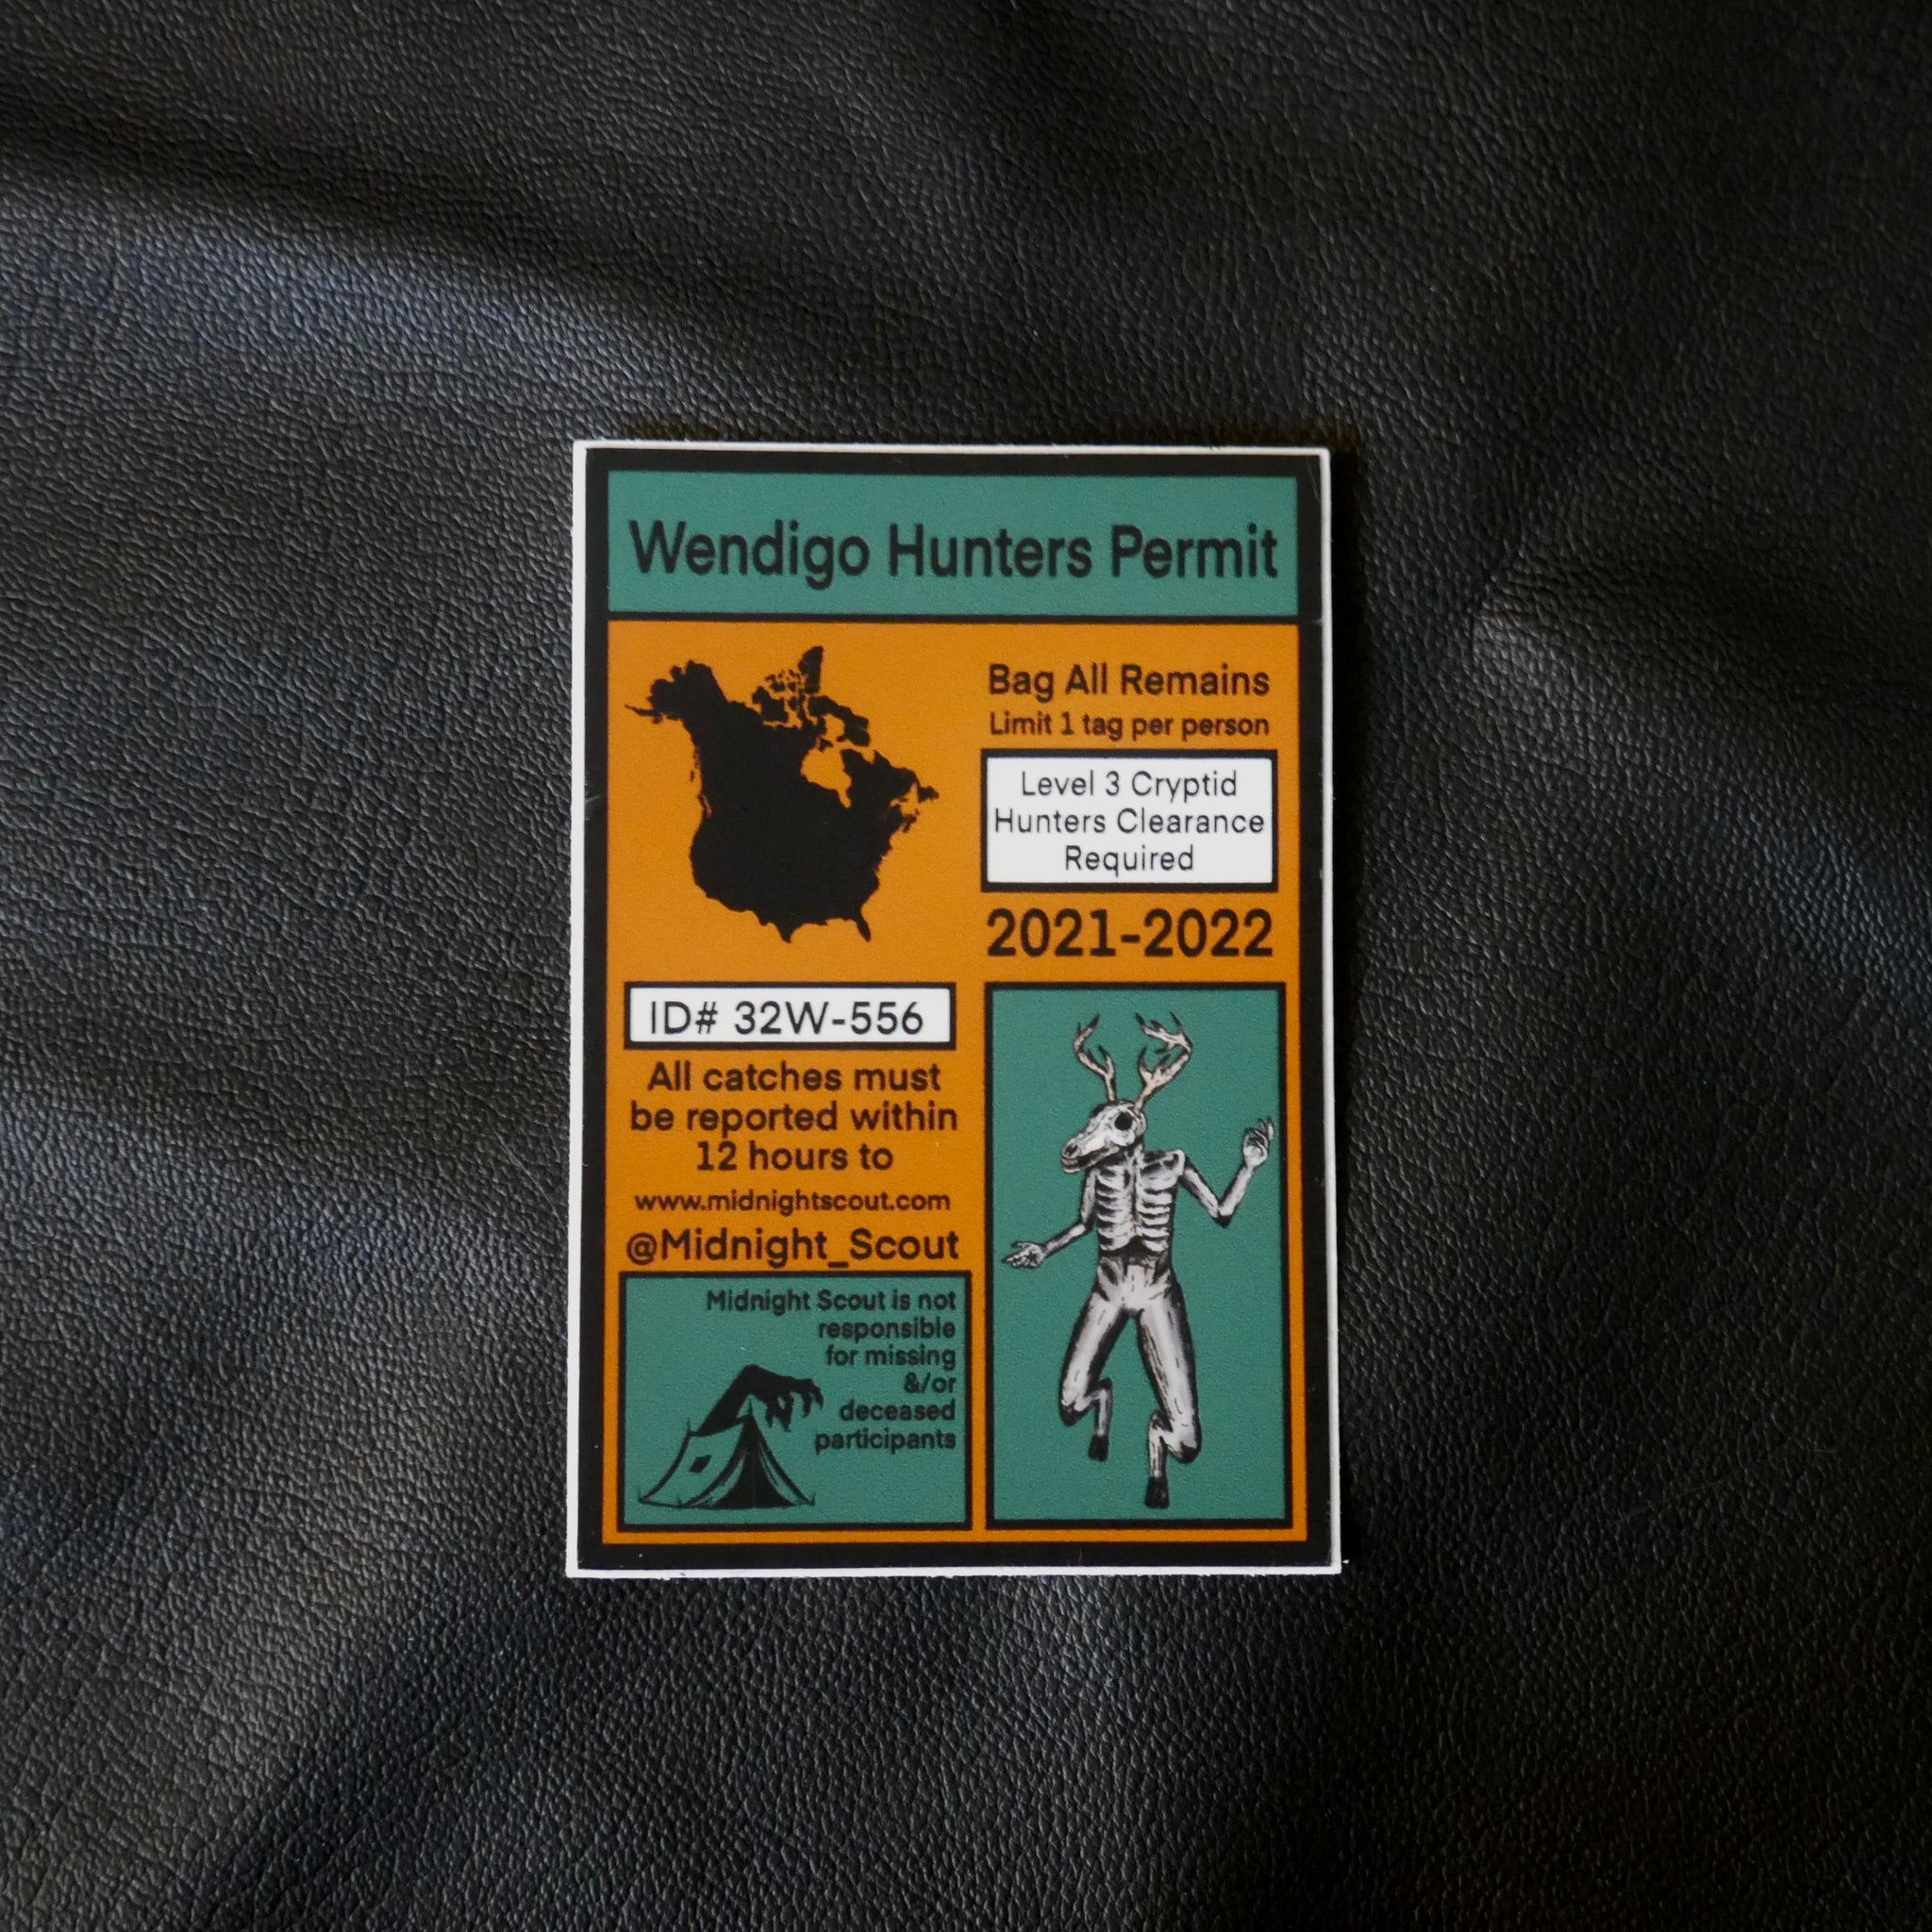 Wendigo Hunters Permit
Bag All Remains
Limit 1 tag per person
Level 3 Cryptid
Hunters Clearance
Required
2021-2022
ID# 32W-556
All catches must
be reported within
12 hours to
www.midnightscout.com
@Midnight_Scout
Midnight Scout is not
responsible
for missing
&/or
deceased
participants